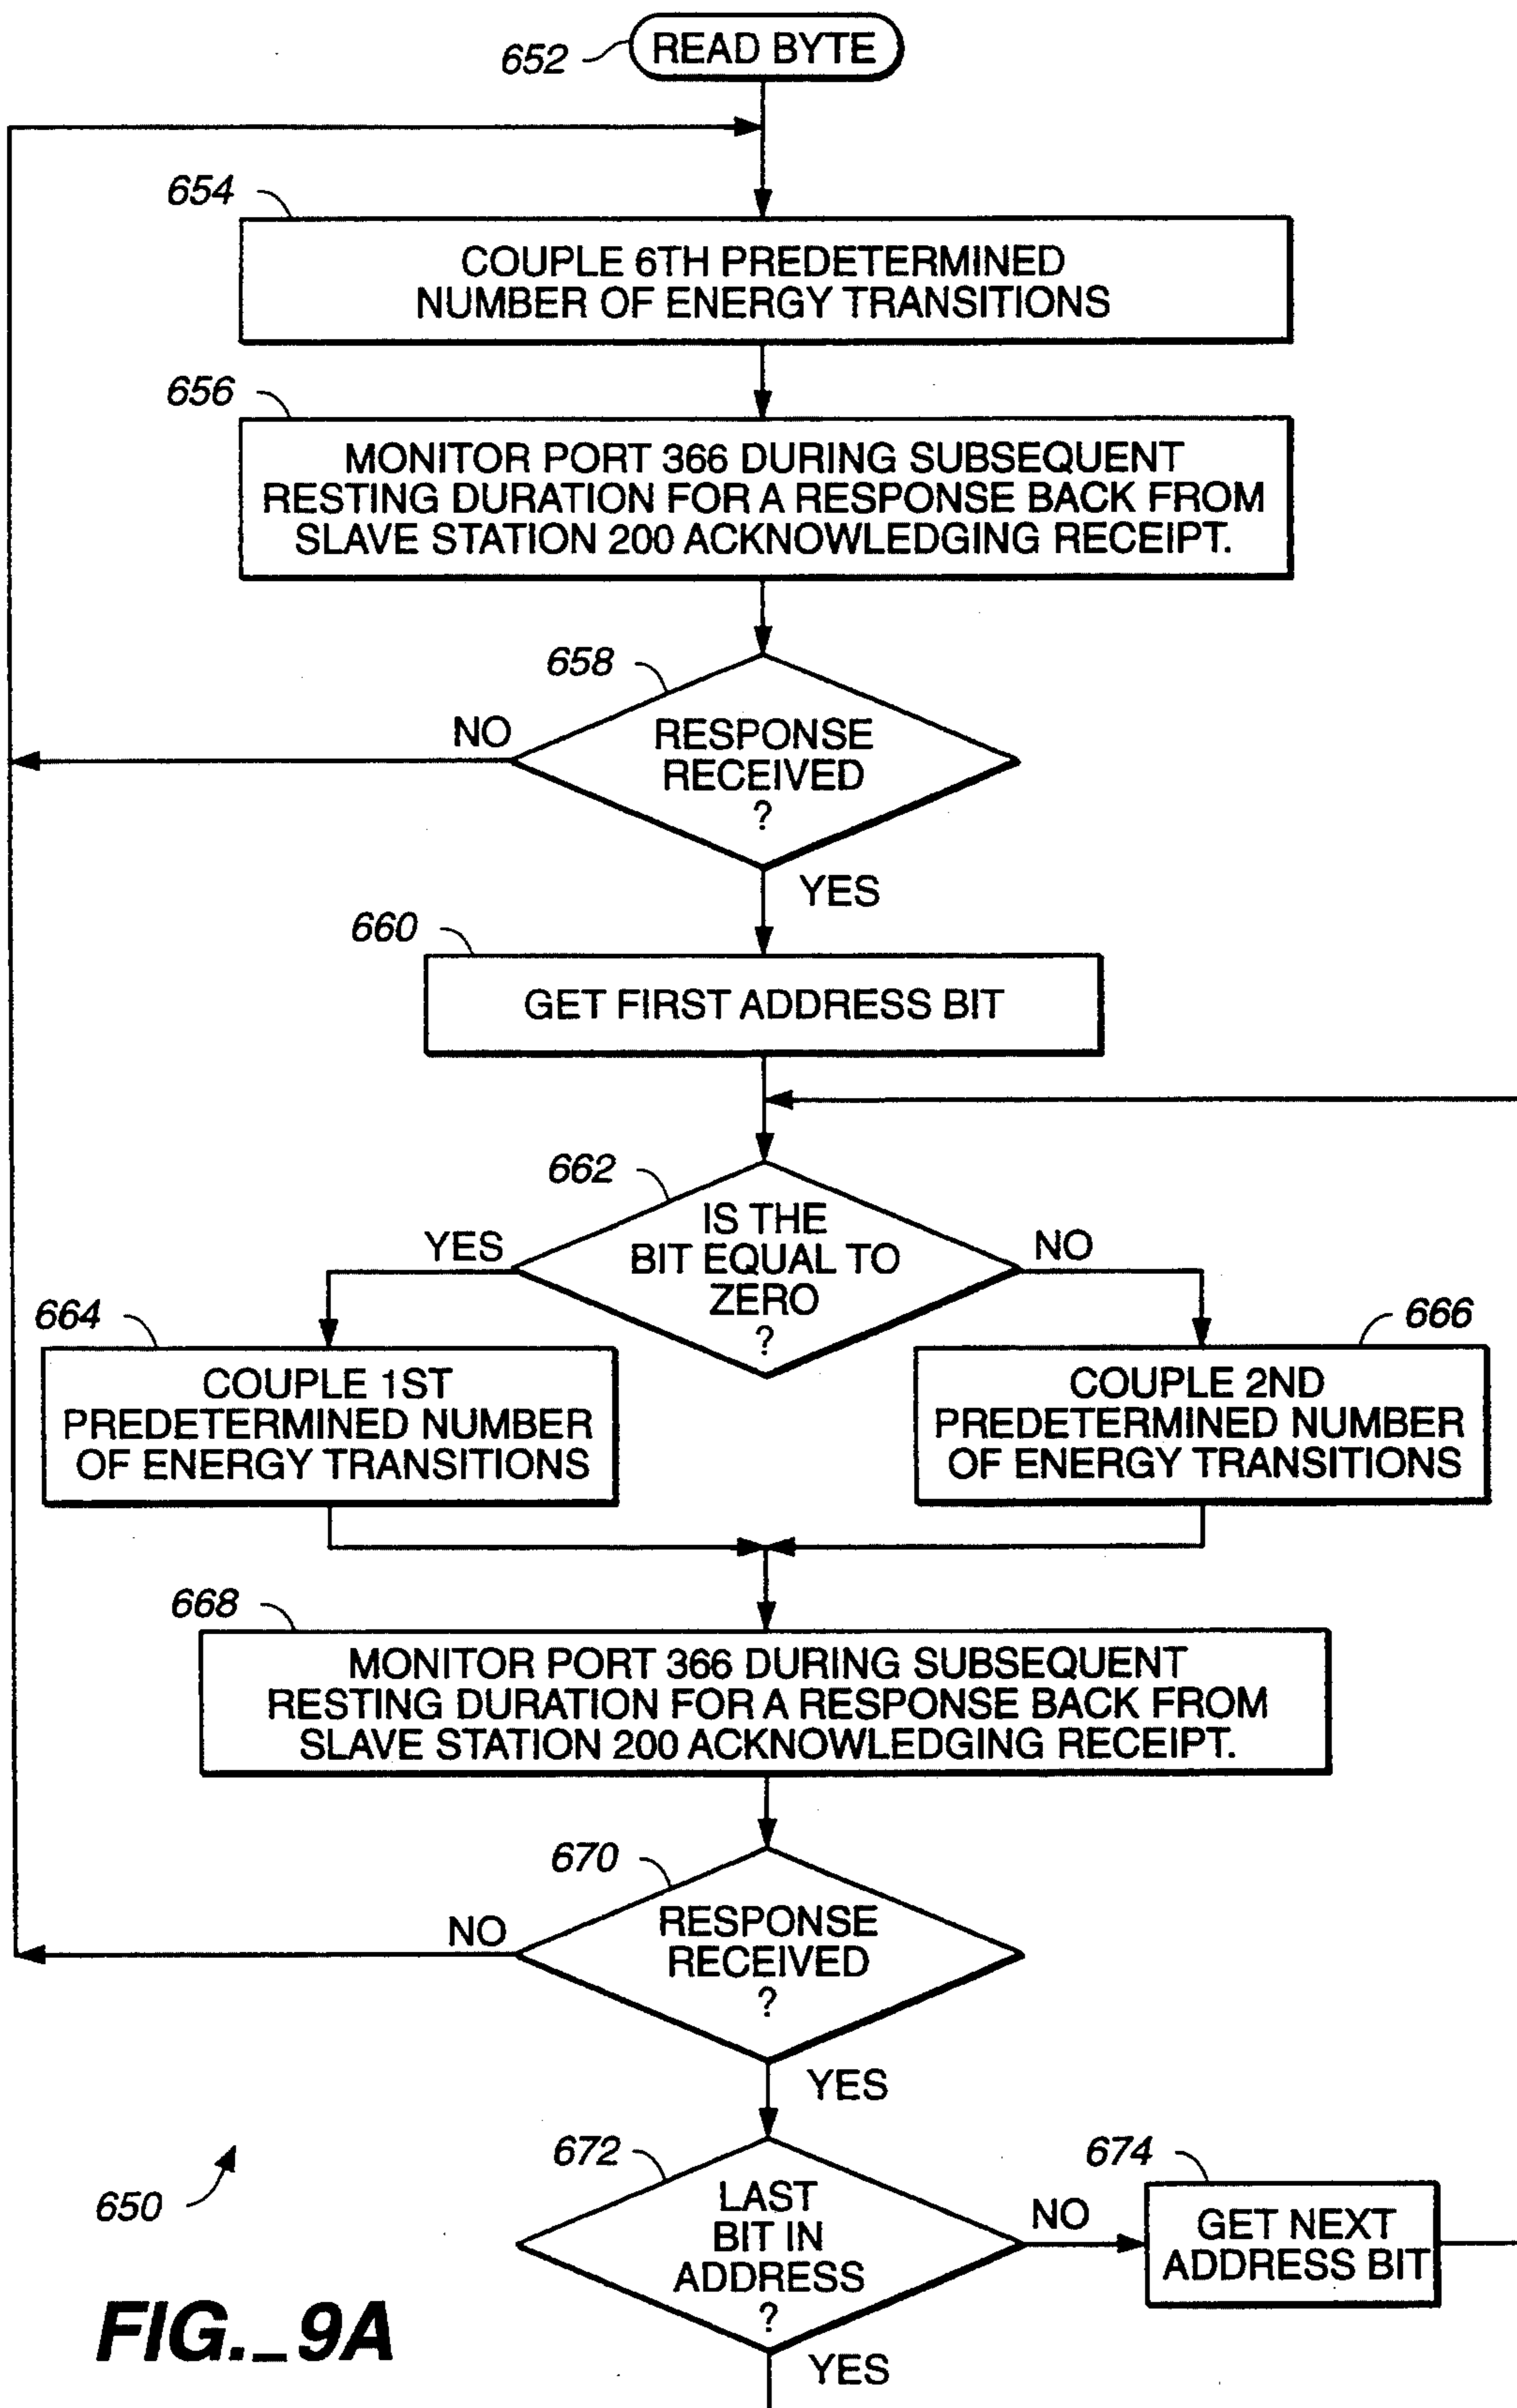 652
READ BYTE
654
COUPLE 6TH PREDETERMINED
NUMBER OF ENERGY TRANSITIONS
656
MONITOR PORT 366 DURING SUBSEQUENT
RESTING DURATION FOR A RESPONSE BACK FROM
SLAVE STATION 200 ACKNOWLEDGING RECEIPT.
658
NO
RESPONSE
RECEIVED
?
YES
660
GET FIRST ADDRESS BIT
662
YES
IS THE
BIT EQUAL TO
ZERO
?
NO
664
COUPLE 1ST
PREDETERMINED NUMBER
OF ENERGY TRANSITIONS
666
COUPLE 2ND
PREDETERMINED NUMBER
OF ENERGY TRANSITIONS
668
MONITOR PORT 366 DURING SUBSEQUENT
RESTING DURATION FOR A RESPONSE BACK FROM
SLAVE STATION 200 ACKNOWLEDGING RECEIPT.
670
NO
RESPONSE
RECEIVED
?
YES
672
LAST
BIT IN
ADDRESS
?
NO
674
GET NEXT
ADDRESS BIT
YES
650
FIG._9A